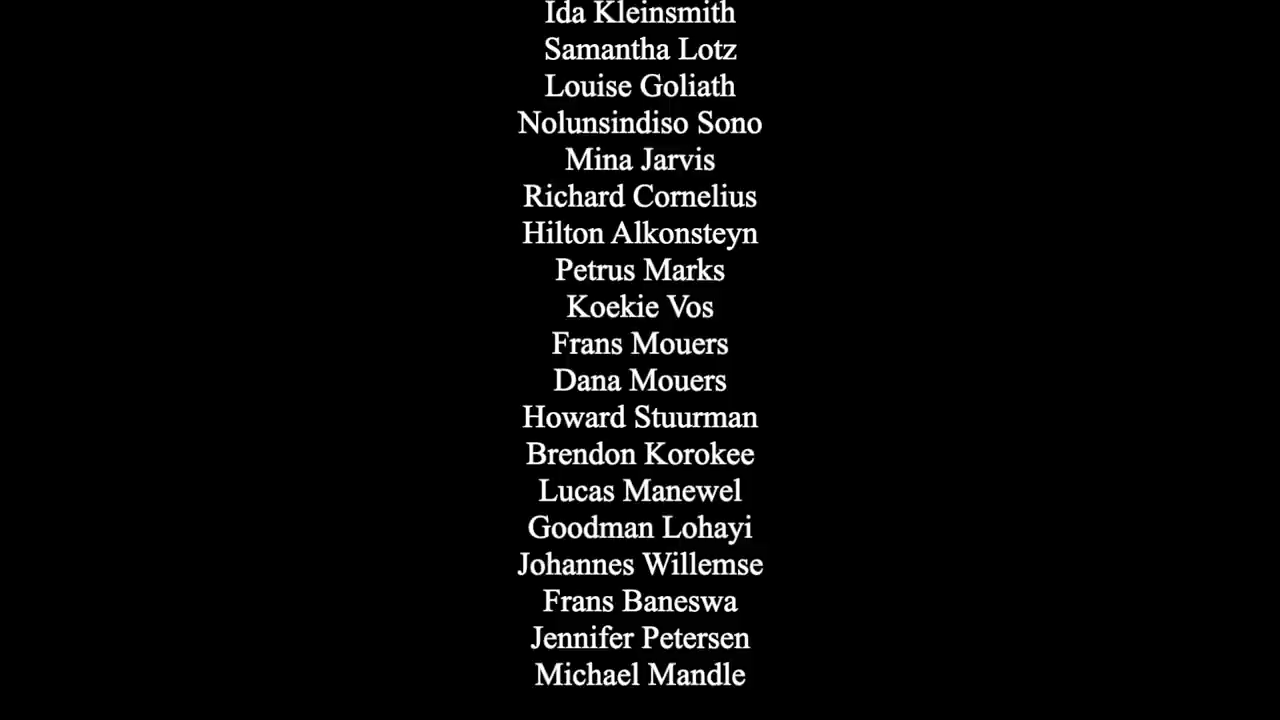 Ida Kleinsmith
Samantha Lotz
Louise Goliath
Nolunsindiso Sono
Mina Jarvis
Richard Cornelius
Hilton Alkonsteyn
Petrus Marks
Koekie Vos
Frans Mouers
Dana Mouers
Howard Stuurman
Brendon Korokee
Lucas Manewel
Goodman Lohayi
Johannes Willemse
Frans Baneswa
Jennifer Petersen
Michael Mandle